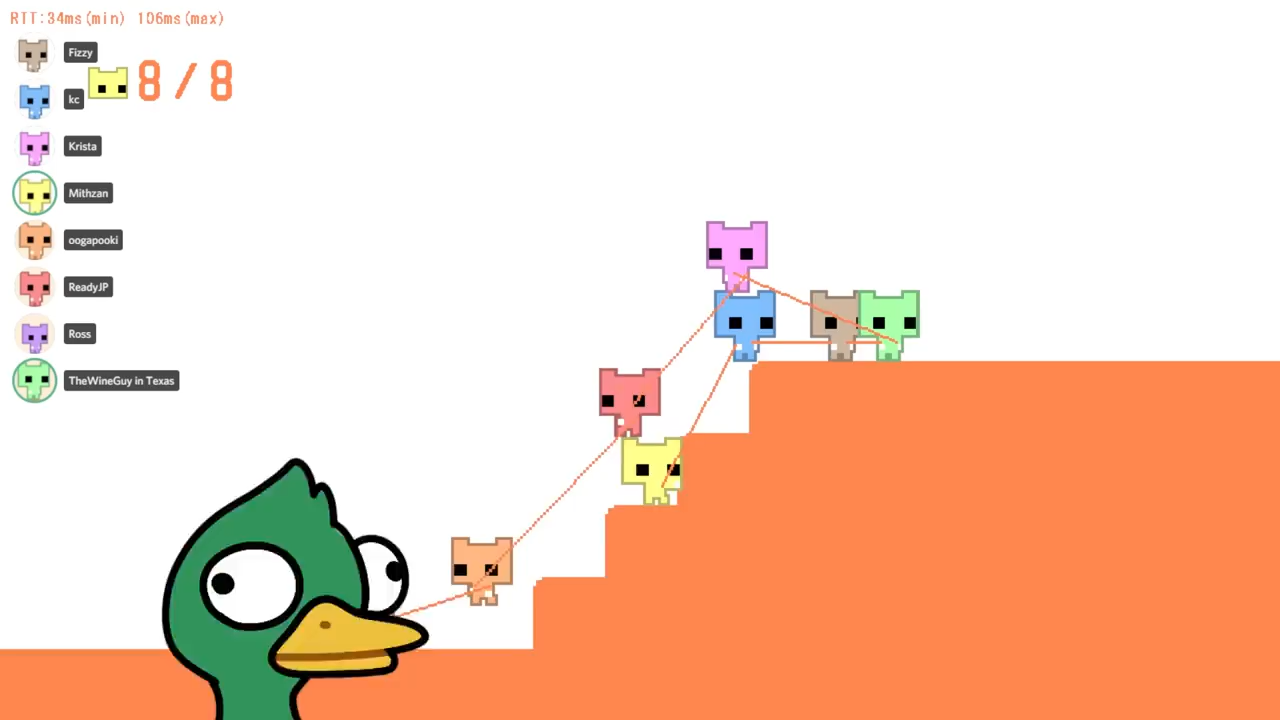 RTT:34ms(min) 106ms(max)
Fizzy
8/8
kc
Krista
Mithzan
oogapooki
ReadyJP
Ross
TheWineGuy in Texas